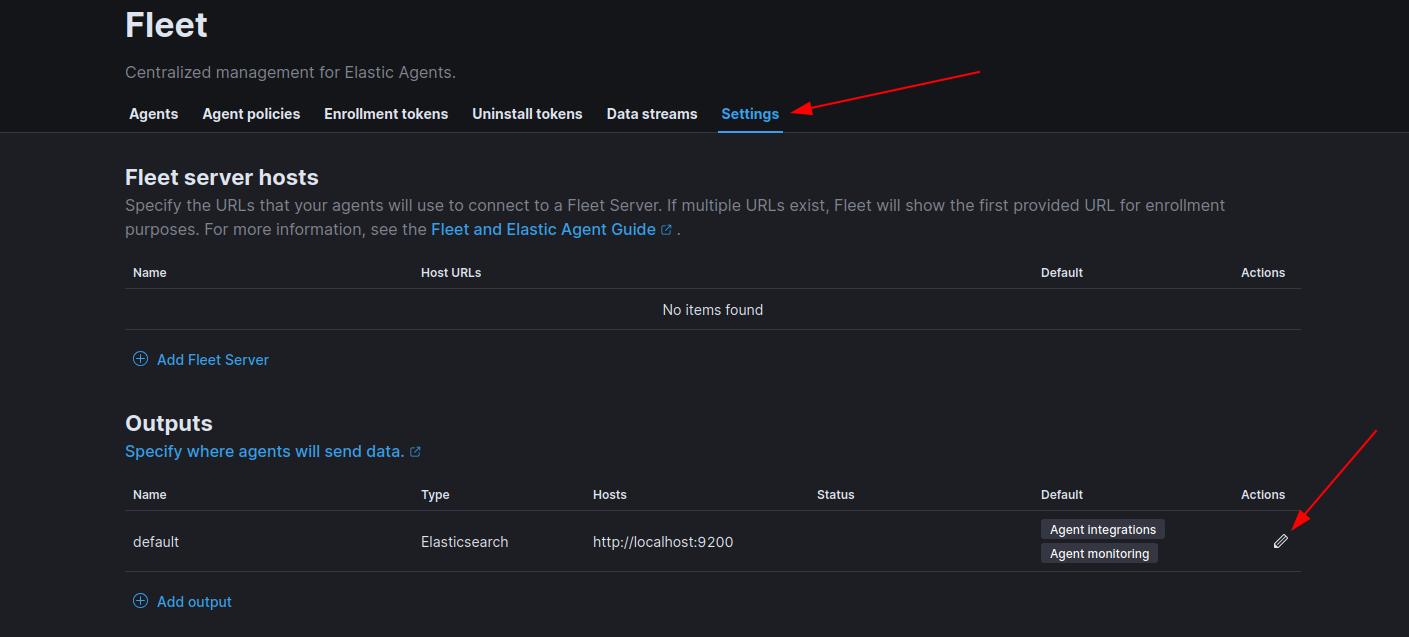 Fleet
Centralized management for Elastic Agents.
Agents Agent policies Enrollment tokens Uninstall tokens Data streams Settings
Fleet server hosts
Specify the URLs that your agents will use to connect to a Fleet Server. If multiple URLs exist, Fleet will show the first provided URL for enrollment
purposes. For more information, see the Fleet and Elastic Agent Guide .
Name Host URLs Default Actions
No items found
Add Fleet Server
Outputs
Specify where agents will send data.
Name Type Hosts Status Default Actions
default Elasticsearch http://localhost:9200 Agent integrations
Agent monitoring
Add output